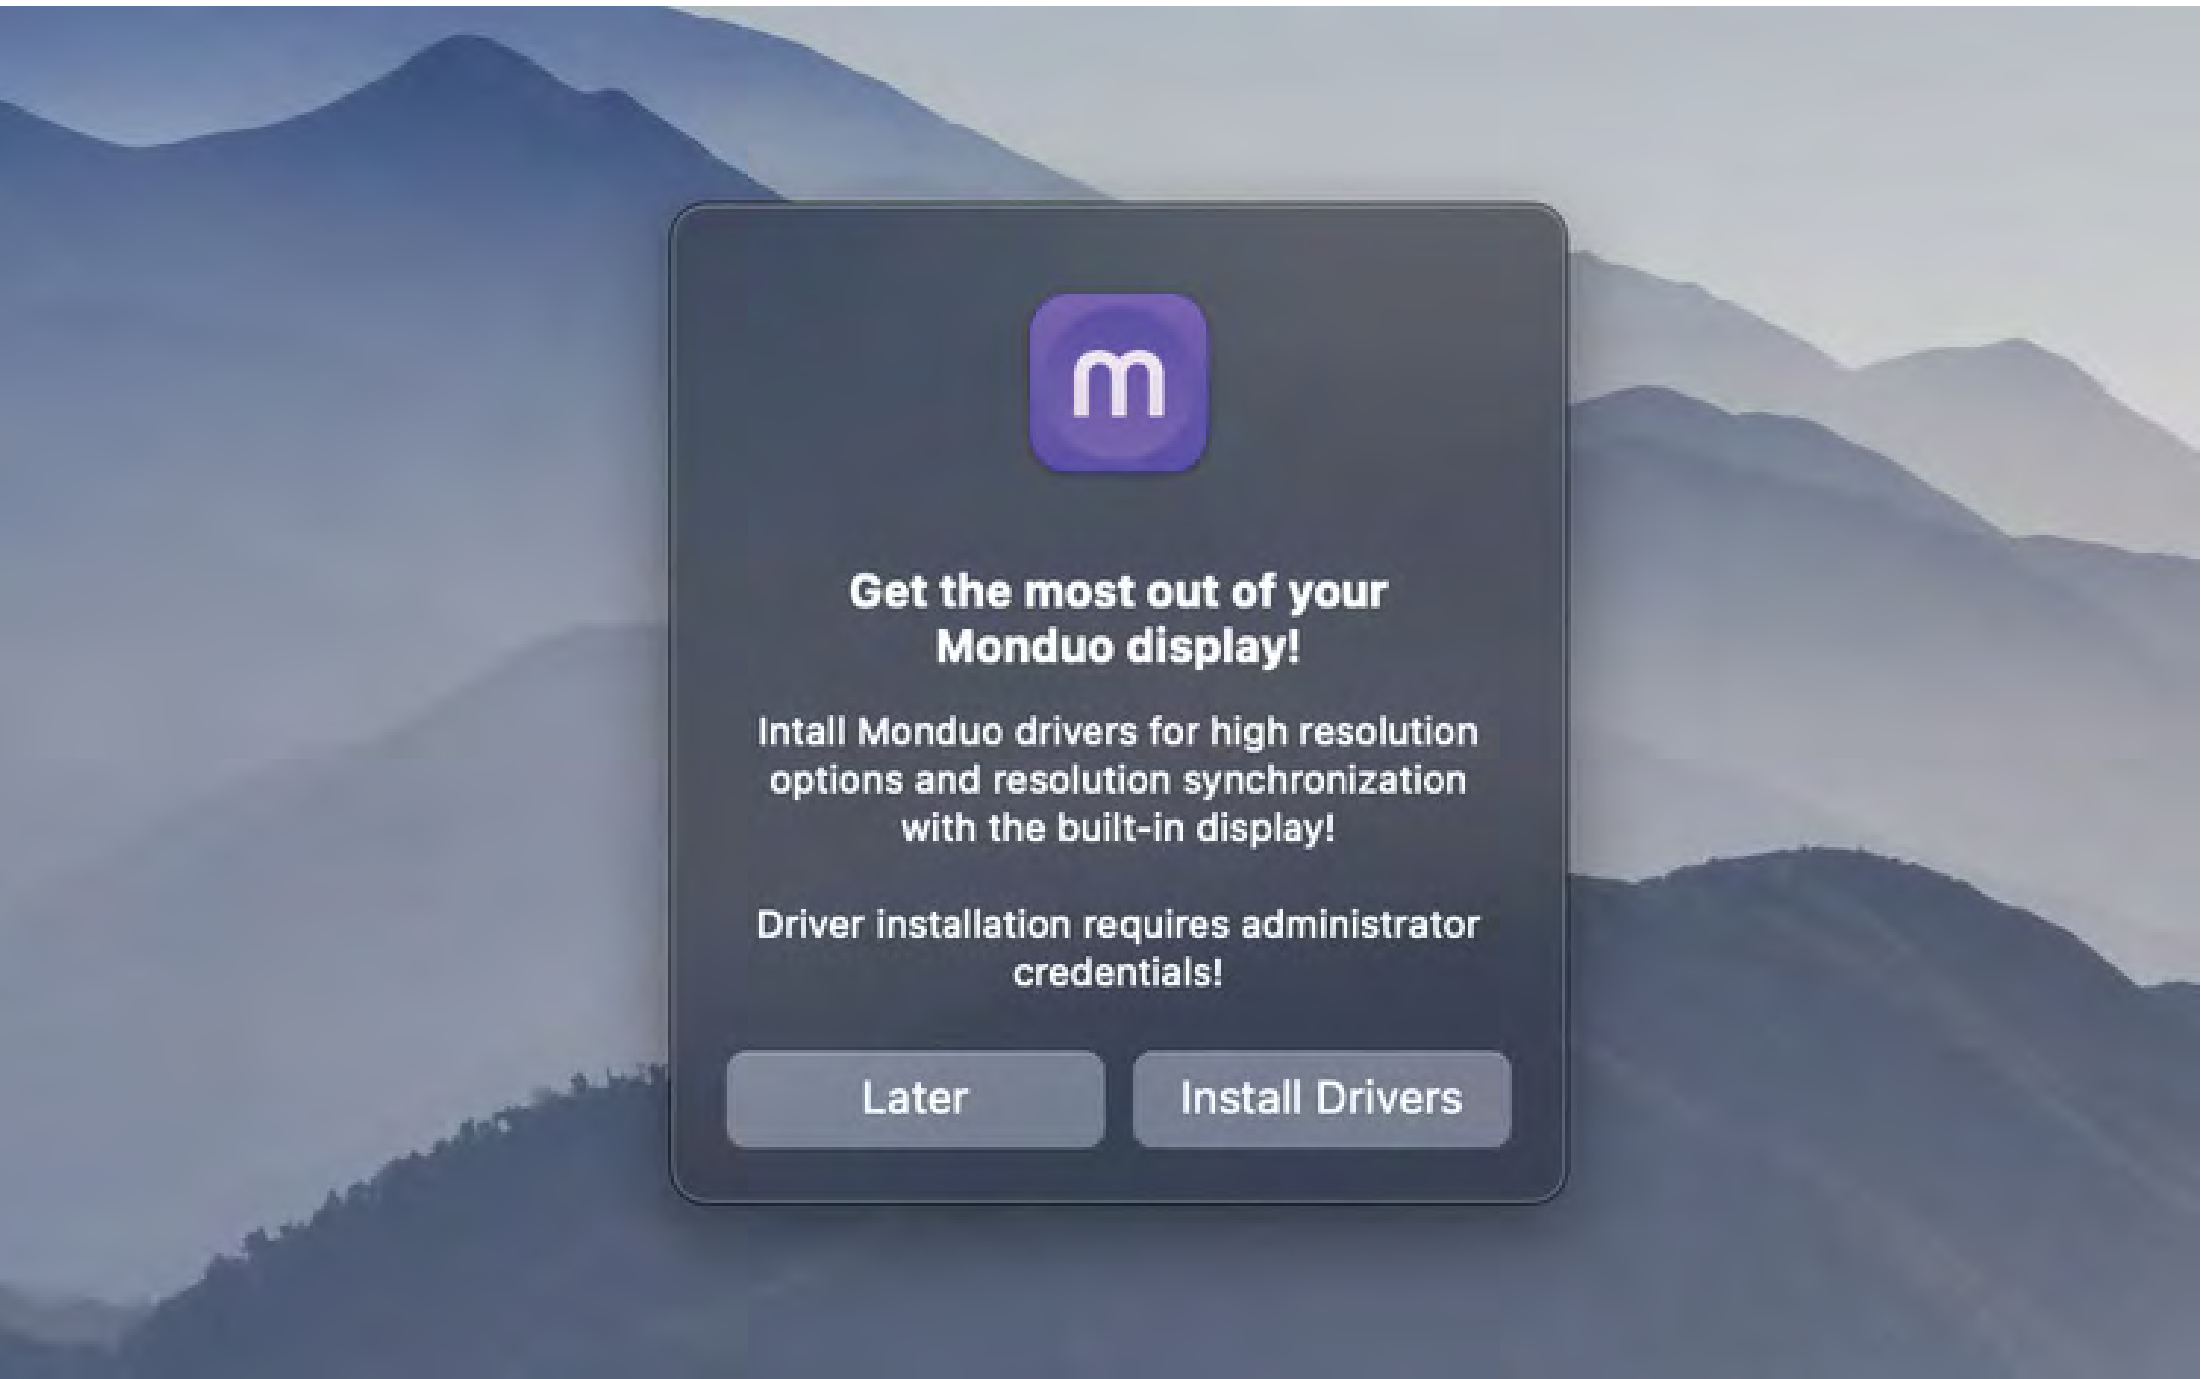 m
Get the most out of your
Monduo display!
Intall Monduo drivers for high resolution
options and resolution synchronization
with the built-in display!
Driver installation requires administrator
credentials!
Later
Install Drivers